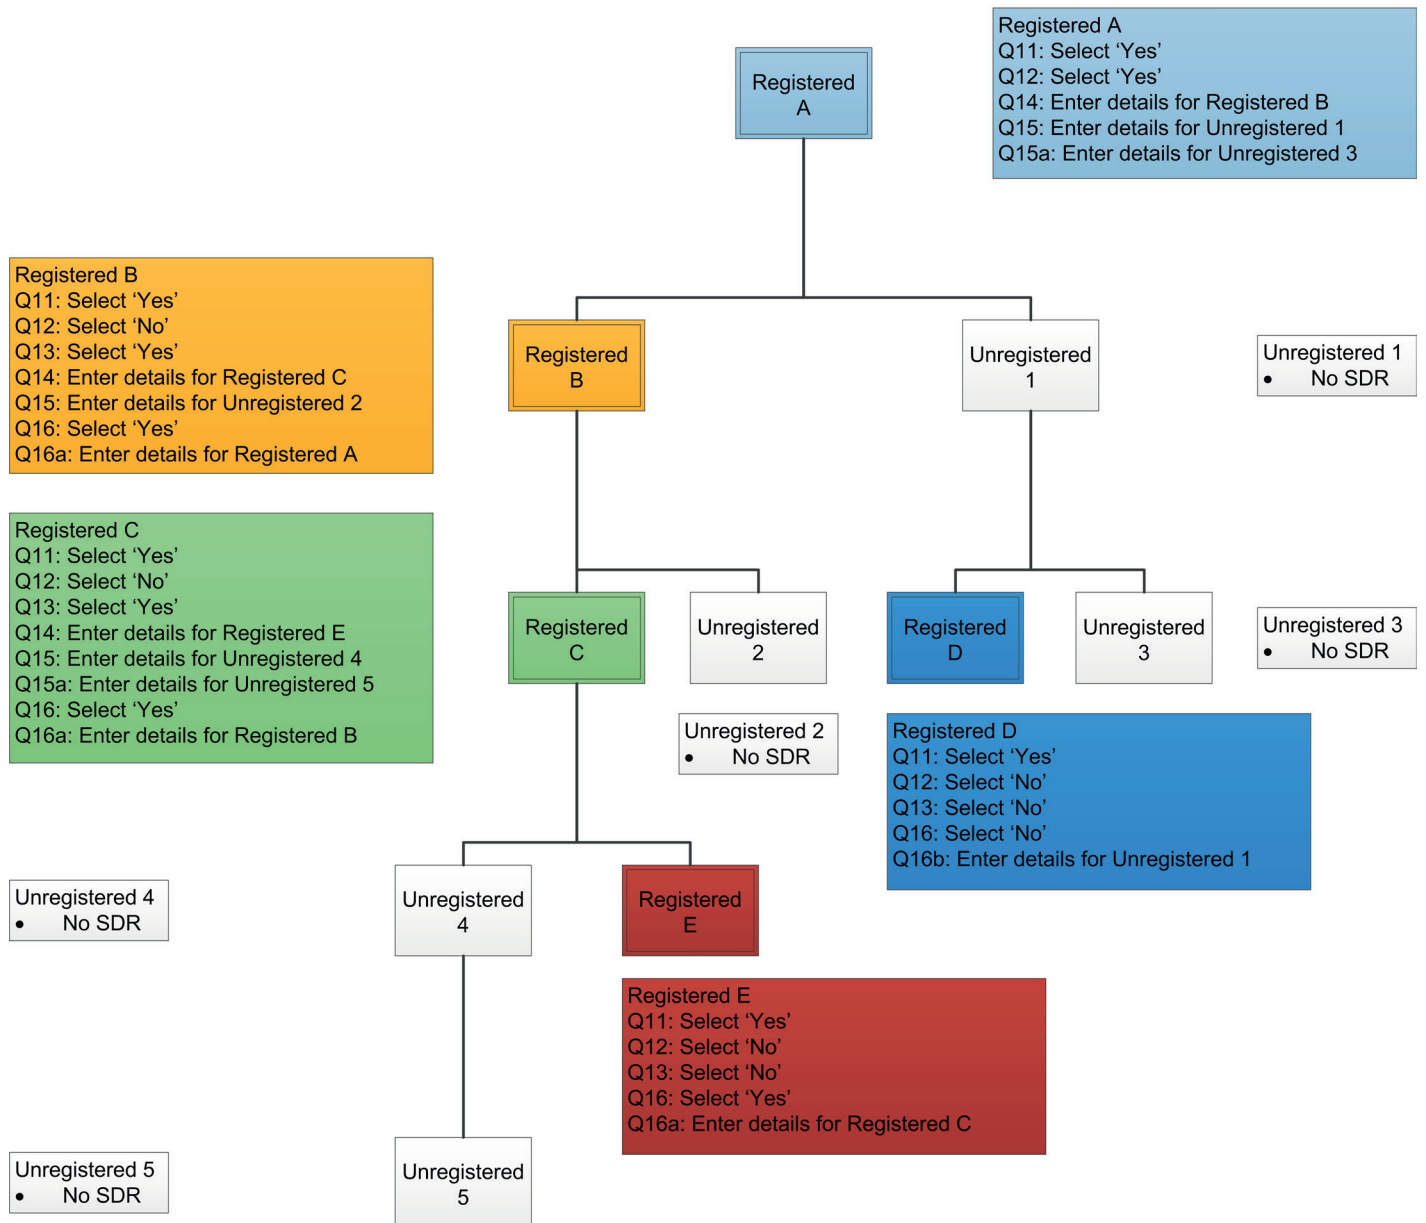 Registered
A
Registered A
Q11: Select ‘Yes’
Q12: Select ‘Yes’
Q14: Enter details for Registered B
Q15: Enter details for Unregistered 1
Q15a: Enter details for Unregistered 3
Registered B
Q11: Select ‘Yes’
Q12: Select ‘No’
Q13: Select ‘Yes’
Q14: Enter details for Registered C
Q15: Enter details for Unregistered 2
Q16: Select ‘Yes’
Q16a: Enter details for Registered A
Registered
B
Unregistered
1
Unregistered 1
• No SDR
Registered C
Q11: Select ‘Yes’
Q12: Select ‘No’
Q13: Select ‘Yes’
Q14: Enter details for Registered E
Q15: Enter details for Unregistered 4
Q15a: Enter details for Unregistered 5
Q16: Select ‘Yes’
Q16a: Enter details for Registered B
Registered
C
Unregistered
2
Registered
D
Unregistered
3
Unregistered 3
• No SDR
Unregistered 2
• No SDR
Registered D
Q11: Select ‘Yes’
Q12: Select ‘No’
Q13: Select ‘No’
Q16: Select ‘No’
Q16b: Enter details for Unregistered 1
Unregistered 4
• No SDR
Unregistered
4
Registered
E
Registered E
Q11: Select ‘Yes’
Q12: Select ‘No’
Q13: Select ‘No’
Q16: Select ‘Yes’
Q16a: Enter details for Registered C
Unregistered 5
• No SDR
Unregistered
5